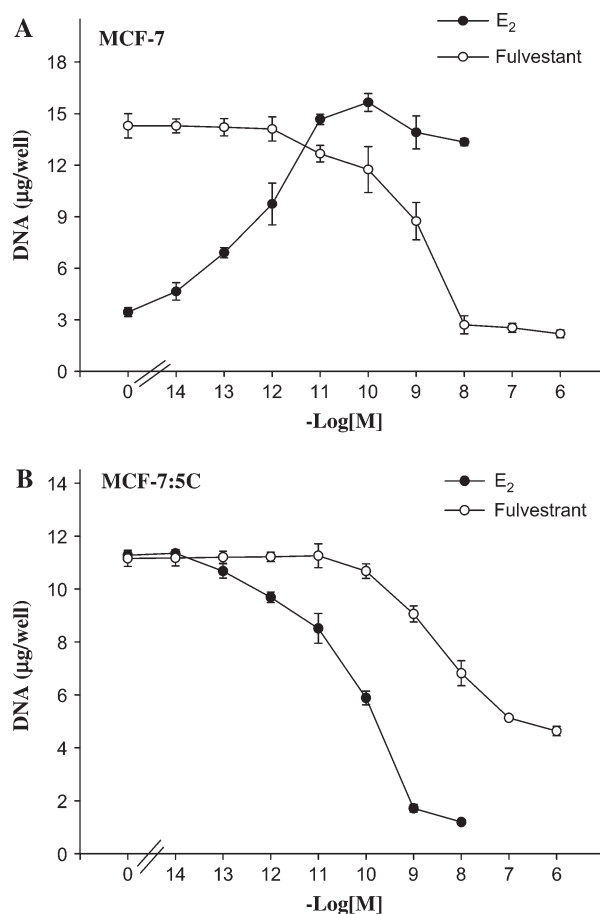 A
MCF-7
E₂
Fulvestant
DNA (µg/well)
18
15
12
9
6
3
0
0 14 13 12 11 10 9 8 7 6
-Log[M]
B
MCF-7:5C
E₂
Fulvestrant
DNA (µg/well)
14
12
10
8
6
4
2
0
0 14 13 12 11 10 9 8 7 6
-Log[M]